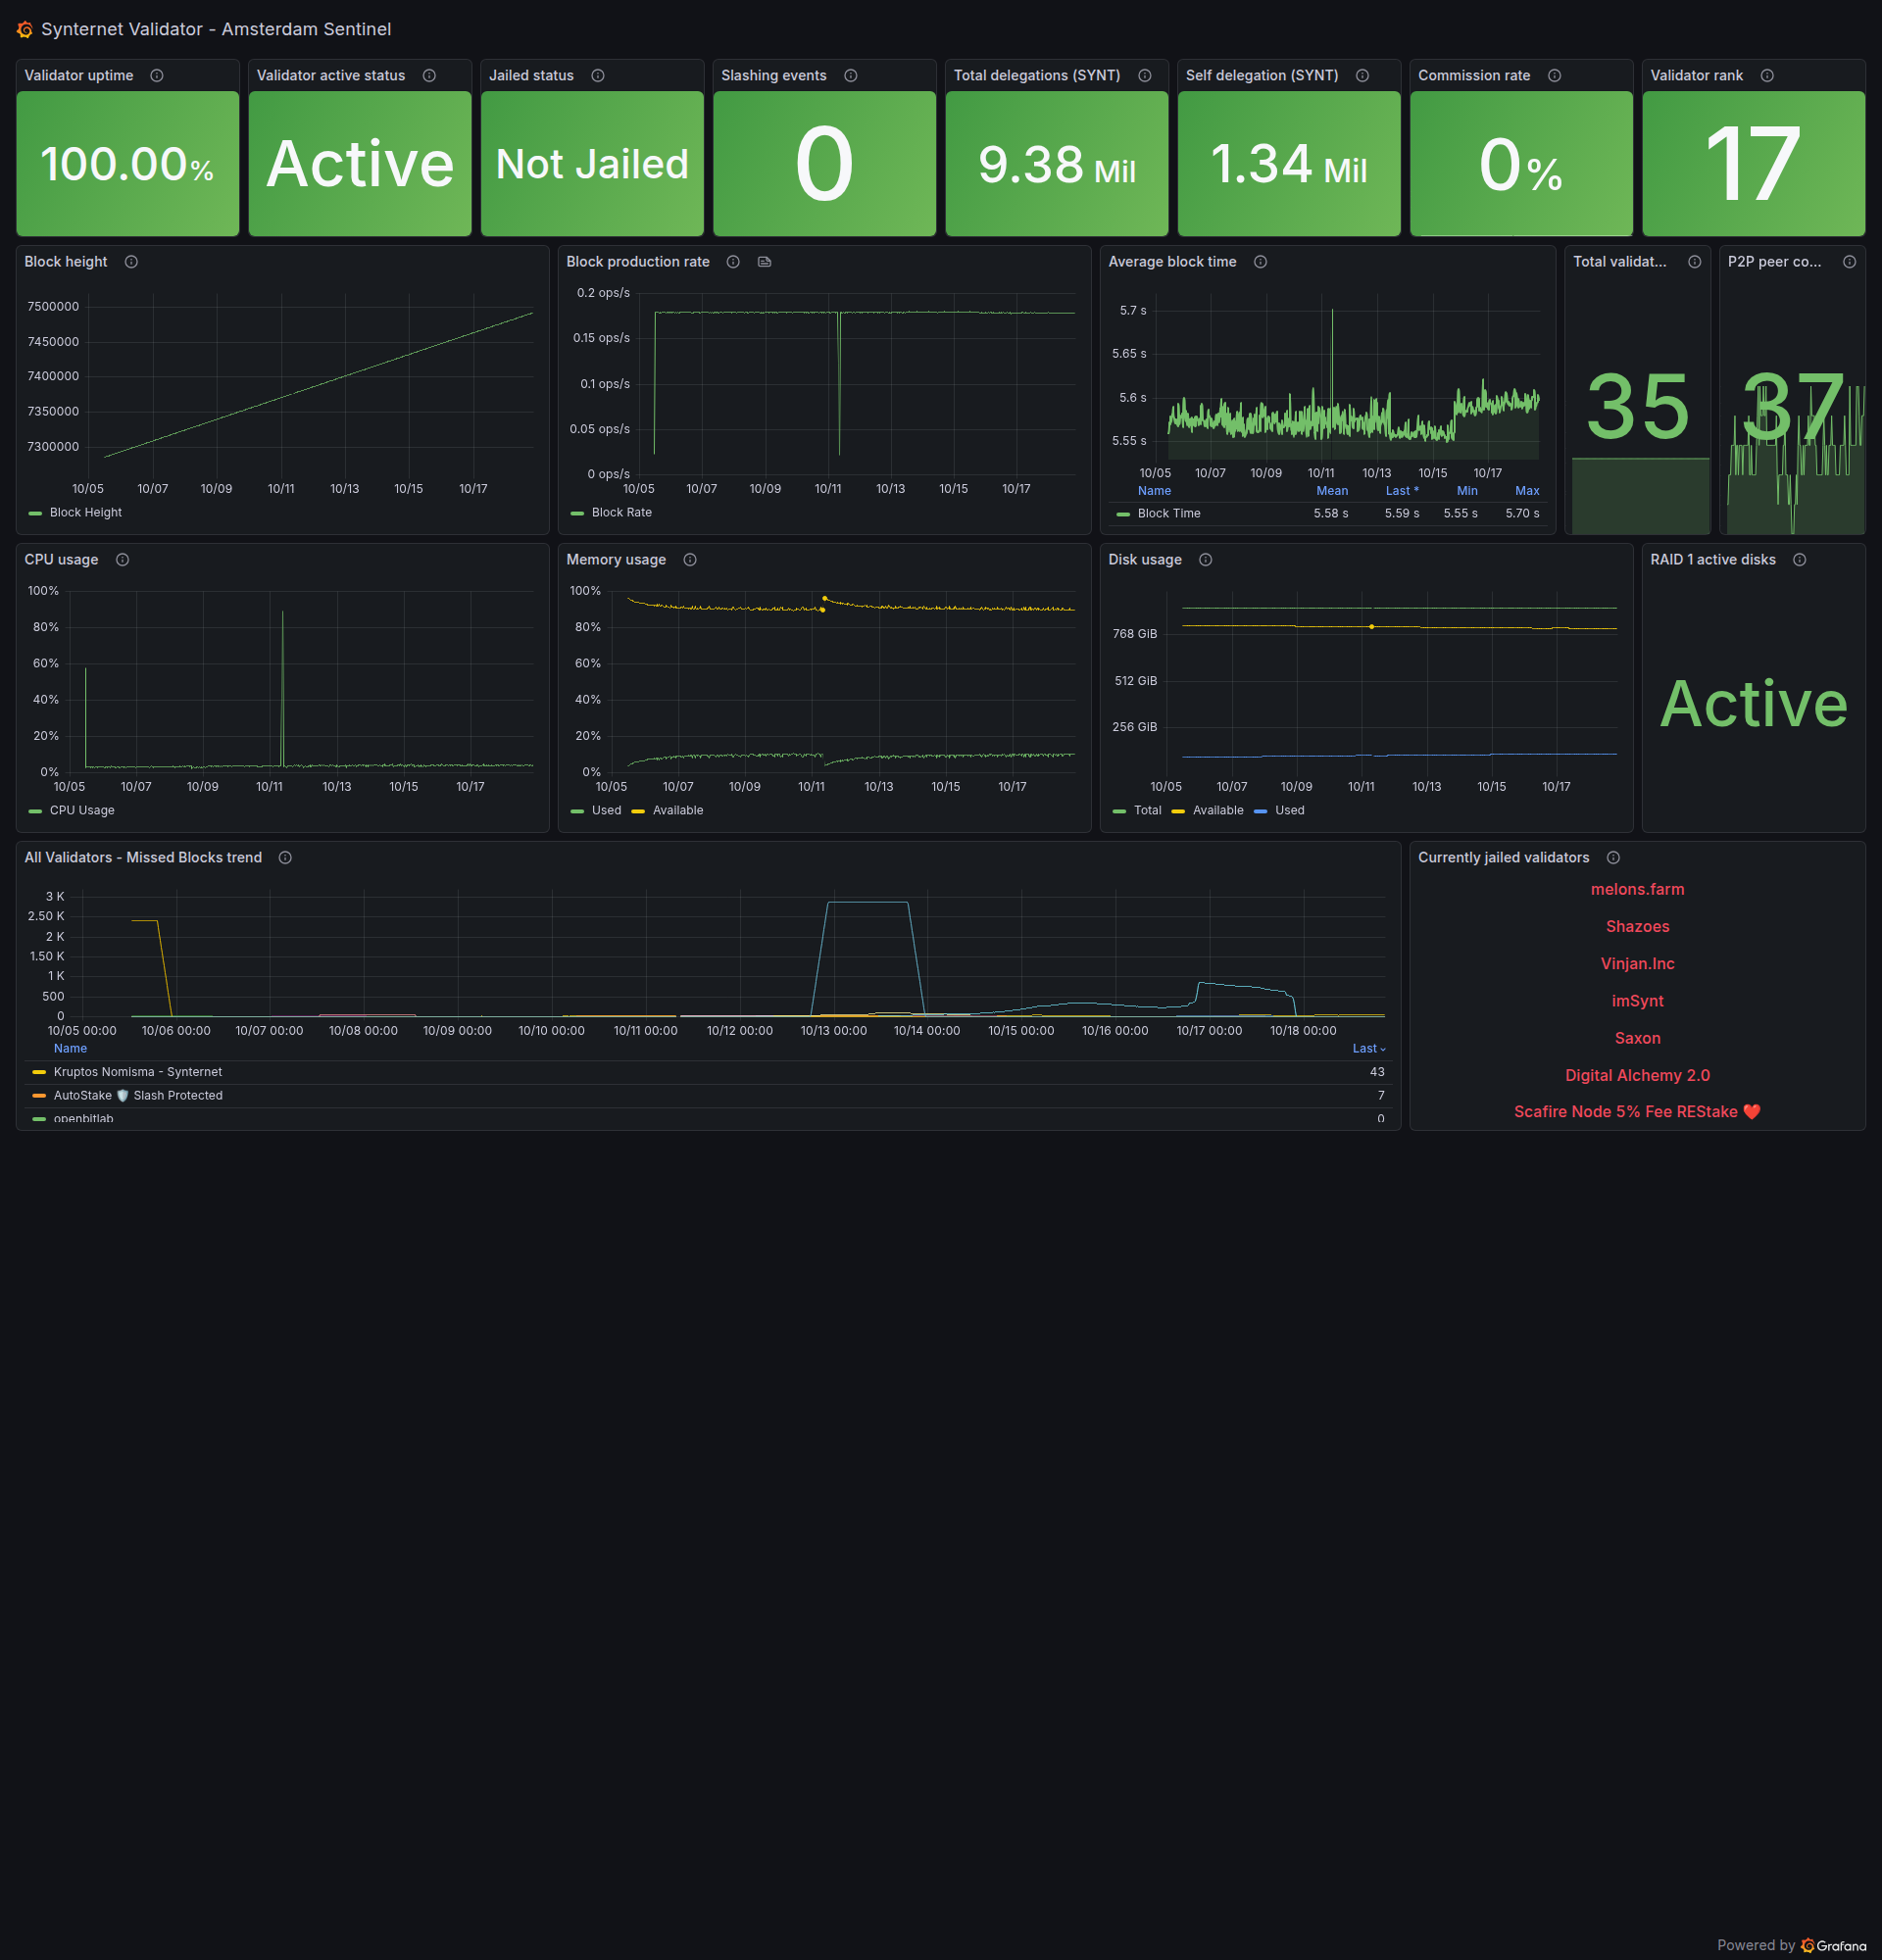 Synternet Validator - Amsterdam Sentinel
Validator uptime
100.00%
Validator active status
Active
Jailed status
Not Jailed
Slashing events
0
Total delegations (SYNT)
9.38 Mil
Self delegation (SYNT)
1.34 Mil
Commission rate
0%
Validator rank
17
Block height
7500000
7450000
7400000
7350000
7300000
10/05 10/07 10/09 10/11 10/13 10/15 10/17
Block Height
Block production rate
0.2 ops/s
0.15 ops/s
0.1 ops/s
0.05 ops/s
0 ops/s
10/05 10/07 10/09 10/11 10/13 10/15 10/17
Block Rate
Average block time
5.7 s
5.65 s
5.6 s
5.55 s
10/05 10/07 10/09 10/11 10/13 10/15 10/17
Name Mean Last * Min Max
Block TIme 5.58 s 5.59 s 5.55 s 5.70 s
Total validat...
35
P2P peer co...
37
CPU usage
100%
80%
60%
40%
20%
0%
10/05 10/07 10/09 10/11 10/13 10/15 10/17
CPU Usage
Memory usage
100%
80%
60%
40%
20%
0%
10/05 10/07 10/09 10/11 10/13 10/15 10/17
Used Available
Disk usage
768 GiB
512 GiB
256 GiB
10/05 10/07 10/09 10/11 10/13 10/15 10/17
Total Available Used
RAID 1 active disks
Active
All Validators - Missed Blocks trend
3 K
2.50 K
2 K
1.50 K
1 K
500
0
10/05 00:00 10/06 00:00 10/07 00:00 10/08 00:00 10/09 00:00 10/10 00:00 10/11 00:00 10/12 00:00 10/13 00:00 10/14 00:00 10/15 00:00 10/16 00:00 10/17 00:00 10/18 00:00
Name Last
Kruptos Nomisma - Synternet 43
AutoStake 🛡️ Slash Protected 7
openbitlab 0
Currently jailed validators
melons.farm
Shazoes
Vinjan.Inc
imSynt
Saxon
Digital Alchemy 2.0
Scafire Node 5% Fee REStake ❤️
Powered by Grafana